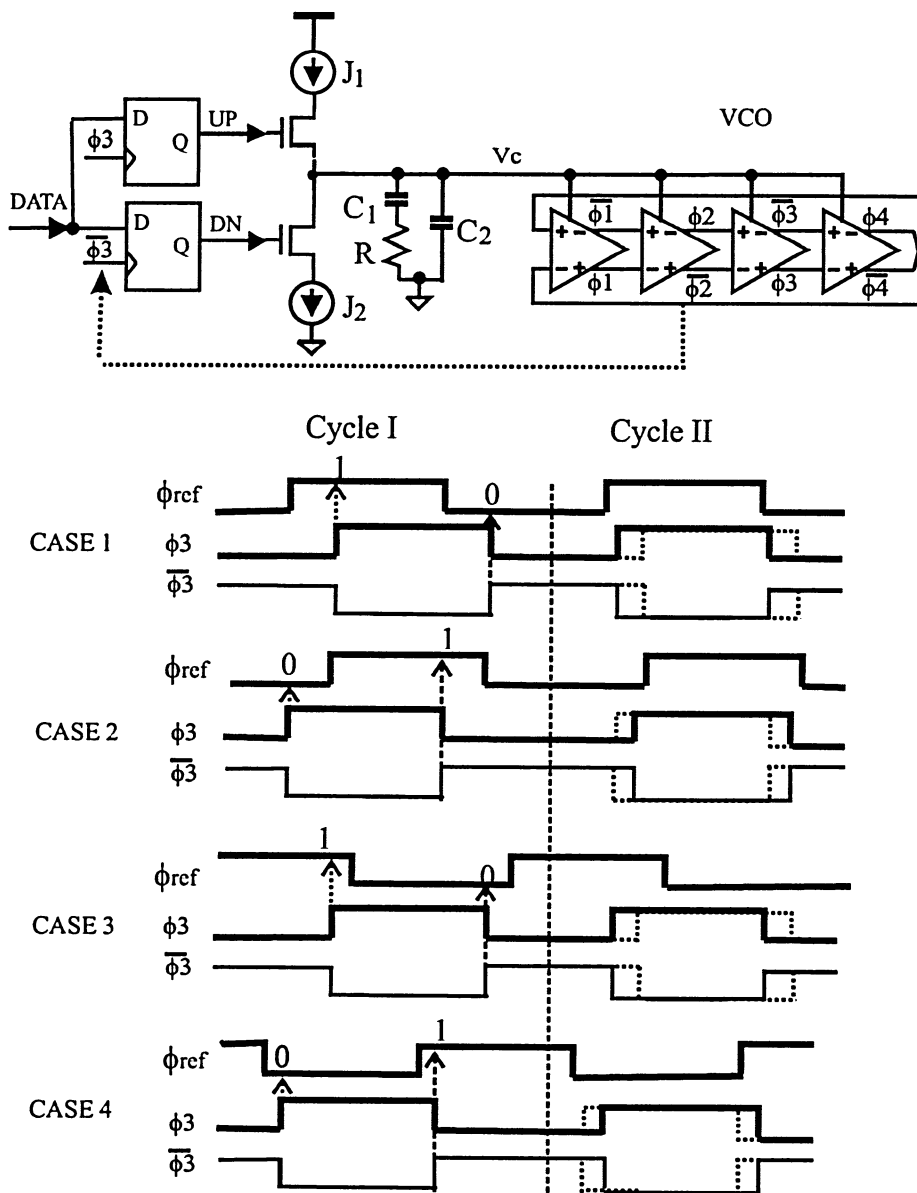 J1
D
Q
UP
ϕ3
VCO
DATA
Vc
D
Q
DN
ϕ3̅
C1
R
C2
J2
ϕ1̅
ϕ2
ϕ3̅
ϕ4
+ −
+ −
+ −
+ −
− +
− +
− +
− +
ϕ1
ϕ2̅
ϕ3
ϕ4̅
Cycle I
Cycle II
1
0
ϕref
CASE 1
ϕ3
ϕ3̅
0
1
ϕref
CASE 2
ϕ3
ϕ3̅
1
0
ϕref
CASE 3
ϕ3
ϕ3̅
0
1
ϕref
CASE 4
ϕ3
ϕ3̅